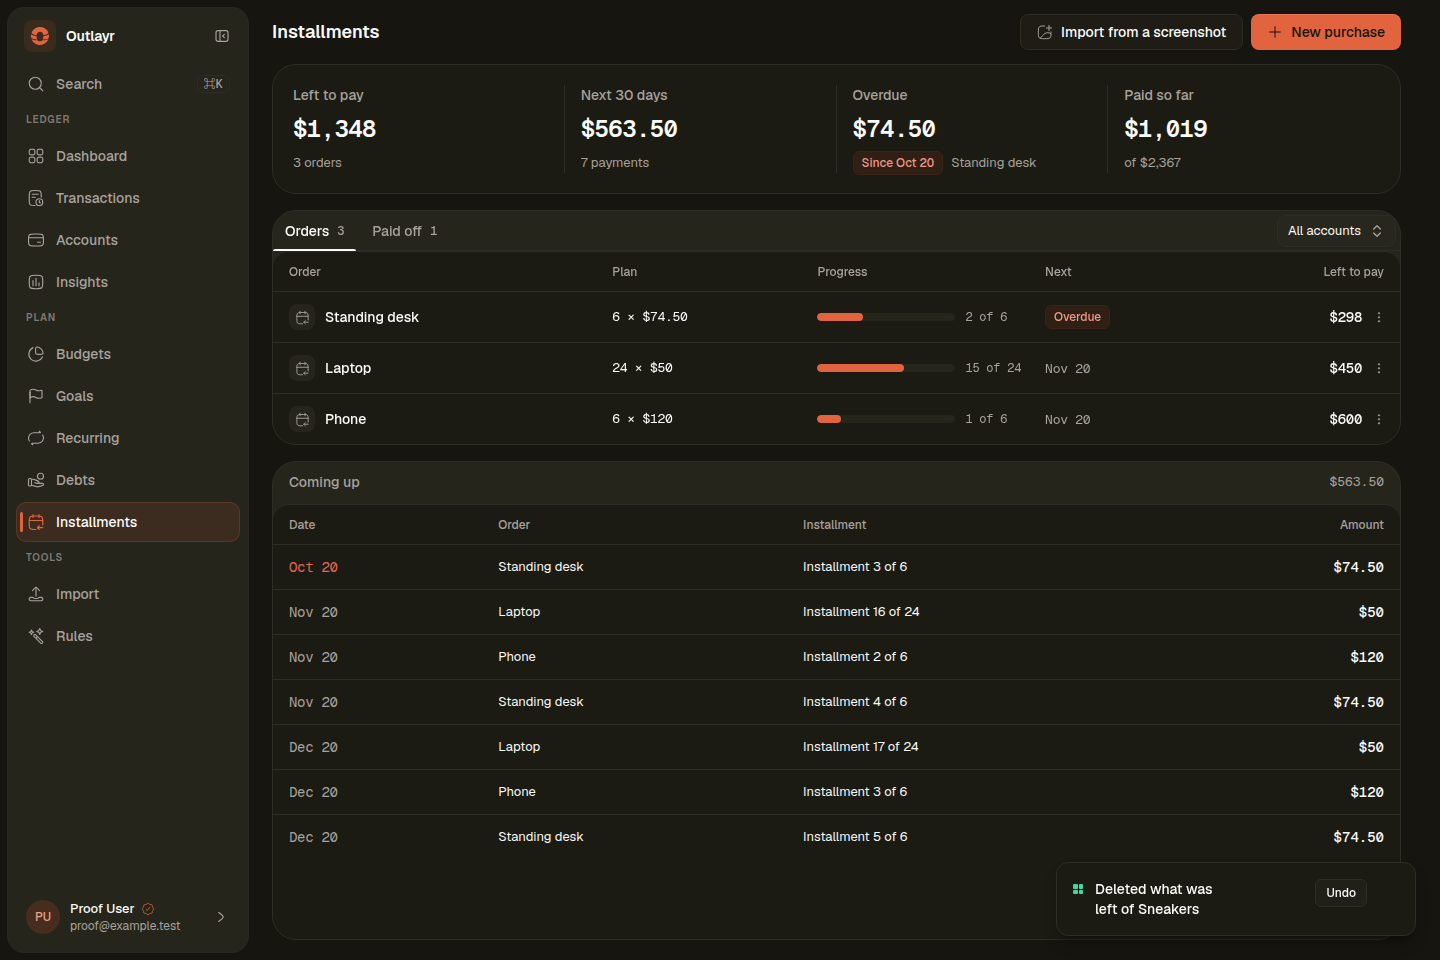 Outlayr
Search ⌘K
LEDGER
Dashboard
Transactions
Accounts
Insights
PLAN
Budgets
Goals
Recurring
Debts
Installments
TOOLS
Import
Rules
PU
Proof User
proof@example.test
Installments
Import from a screenshot
New purchase
Left to pay
$1,348
3 orders
Next 30 days
$563.50
7 payments
Overdue
$74.50
Since Oct 20 Standing desk
Paid so far
$1,019
of $2,367
Orders 3 Paid off 1 All accounts
Order Plan Progress Next Left to pay
Standing desk 6 × $74.50 2 of 6 Overdue $298
Laptop 24 × $50 15 of 24 Nov 20 $450
Phone 6 × $120 1 of 6 Nov 20 $600
Coming up $563.50
Date Order Installment Amount
Oct 20 Standing desk Installment 3 of 6 $74.50
Nov 20 Laptop Installment 16 of 24 $50
Nov 20 Phone Installment 2 of 6 $120
Nov 20 Standing desk Installment 4 of 6 $74.50
Dec 20 Laptop Installment 17 of 24 $50
Dec 20 Phone Installment 3 of 6 $120
Dec 20 Standing desk Installment 5 of 6 $74.50
Deleted what was
left of Sneakers
Undo